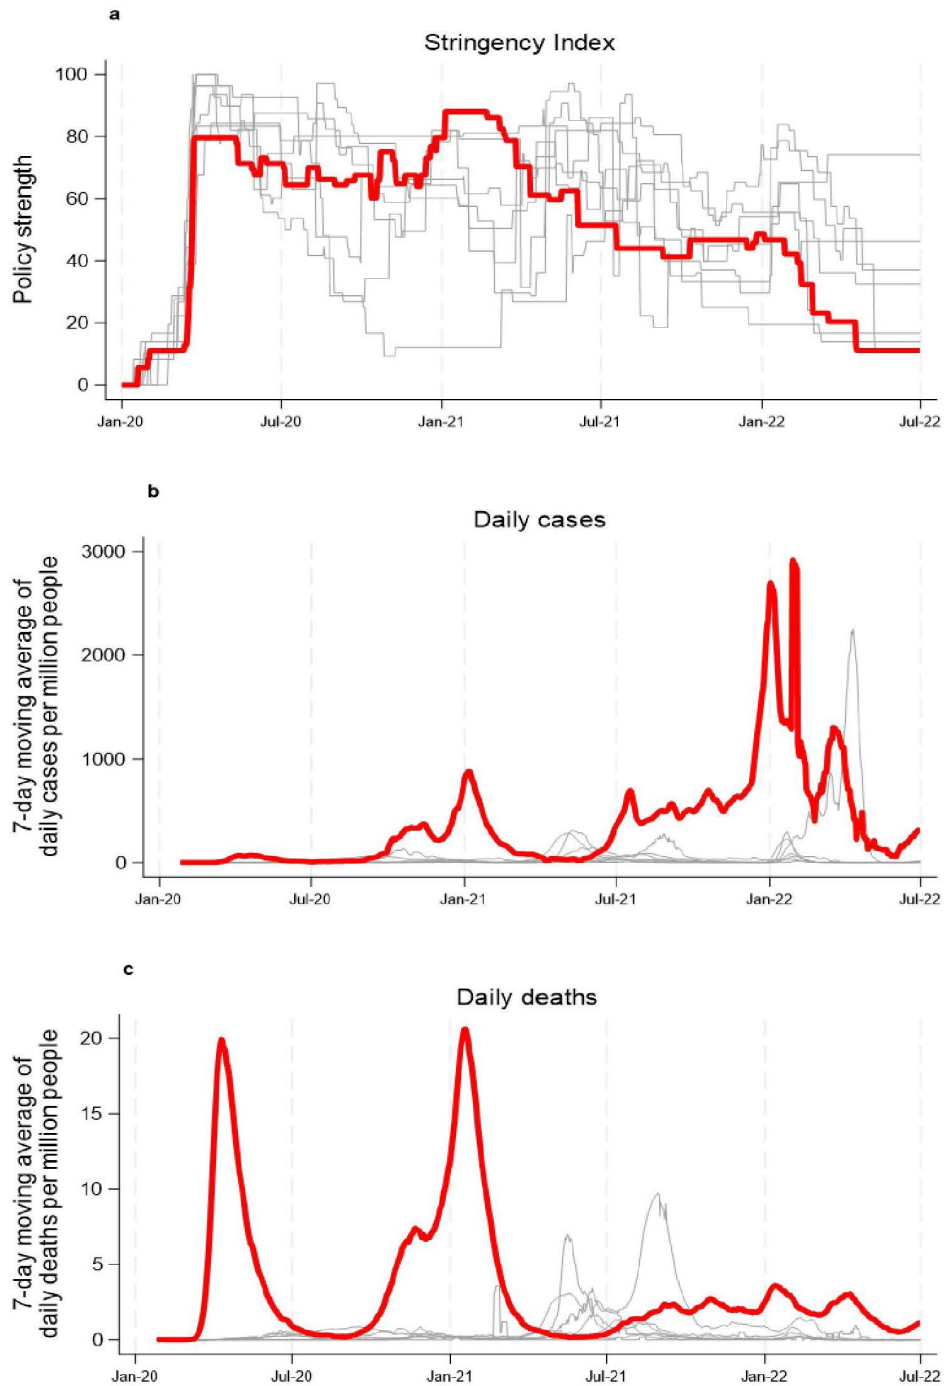 a
Stringency Index
Policy strength
100
80
60
40
20
0
Jan-20 Jul-20 Jan-21 Jul-21 Jan-22 Jul-22
b
Daily cases
7-day moving average of
daily cases per million people
3000
2000
1000
0
Jan-20 Jul-20 Jan-21 Jul-21 Jan-22 Jul-22
c
Daily deaths
7-day moving average of
daily deaths per million people
20
15
10
5
0
Jan-20 Jul-20 Jan-21 Jul-21 Jan-22 Jul-22